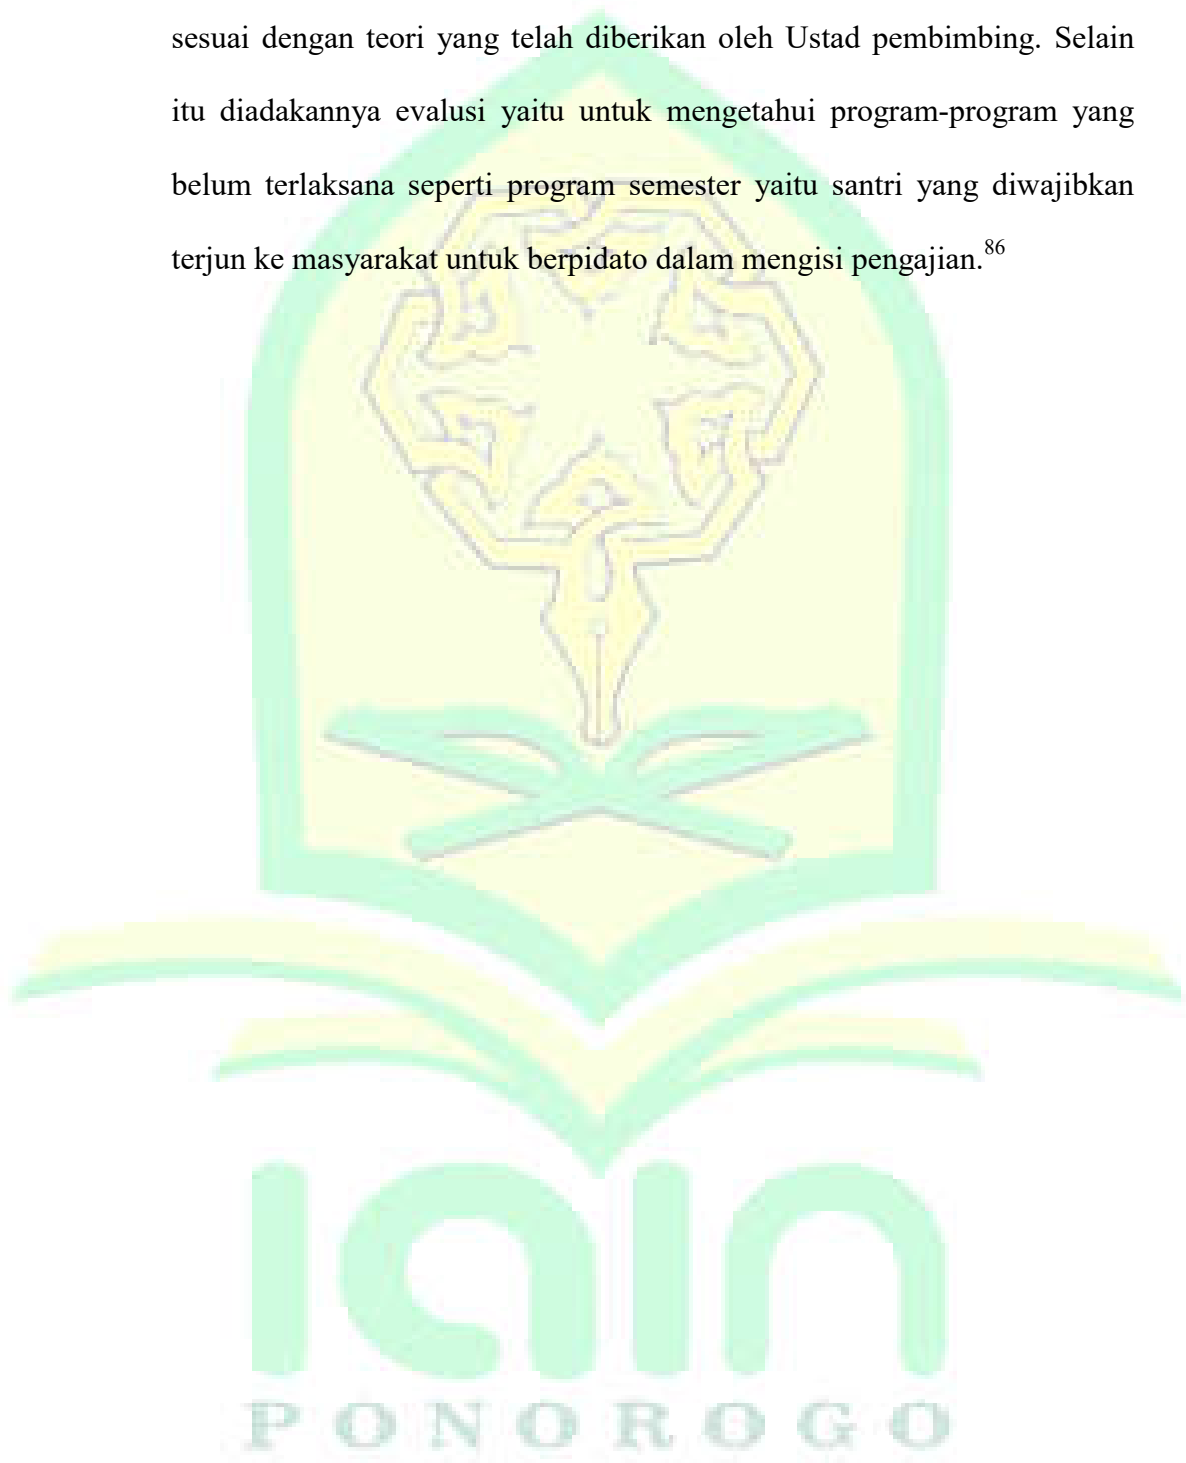 sesuai dengan teori yang telah diberikan oleh Ustad pembimbing. Selain
itu diadakannya evalusi yaitu untuk mengetahui program-program yang
belum terlaksana seperti program semester yaitu santri yang diwajibkan
terjun ke masyarakat untuk berpidato dalam mengisi pengajian.86
iain
PONOROGO